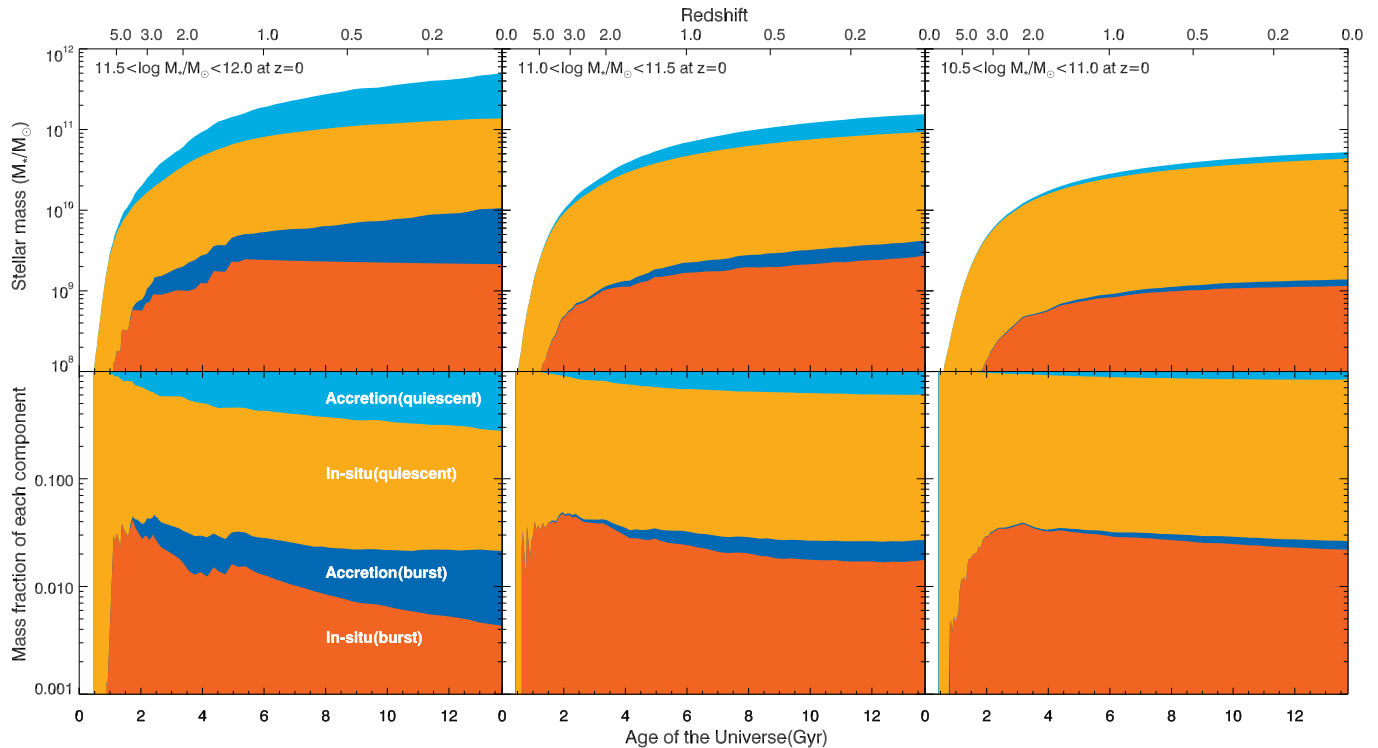 Redshift
5.0 3.0 2.0 1.0 0.5 0.2 0.0 5.0 3.0 2.0 1.0 0.5 0.2 0.0 5.0 3.0 2.0 1.0 0.5 0.2 0.0
11.5<log M*/M☉<12.0 at z=0
11.0<log M*/M☉<11.5 at z=0
10.5<log M*/M☉<11.0 at z=0
Stellar mass (M*/M☉)
10¹²
10¹¹
10¹⁰
10⁹
10⁸
Mass fraction of each component
0.100
0.010
0.001
Accretion(quiescent)
In-situ(quiescent)
Accretion(burst)
In-situ(burst)
0 2 4 6 8 10 12 0 2 4 6 8 10 12 0 2 4 6 8 10 12
Age of the Universe(Gyr)